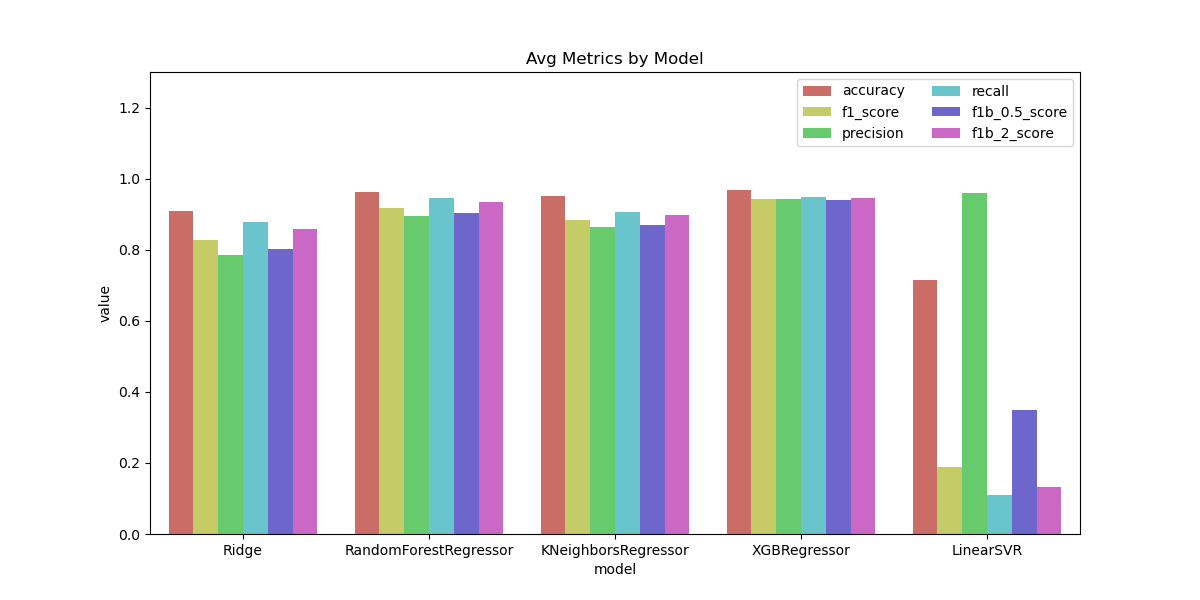 Avg Metrics by Model
accuracy
f1_score
precision
recall
f1b_0.5_score
f1b_2_score
value
1.2
1.0
0.8
0.6
0.4
0.2
0.0
Ridge
RandomForestRegressor
KNeighborsRegressor
XGBRegressor
LinearSVR
model